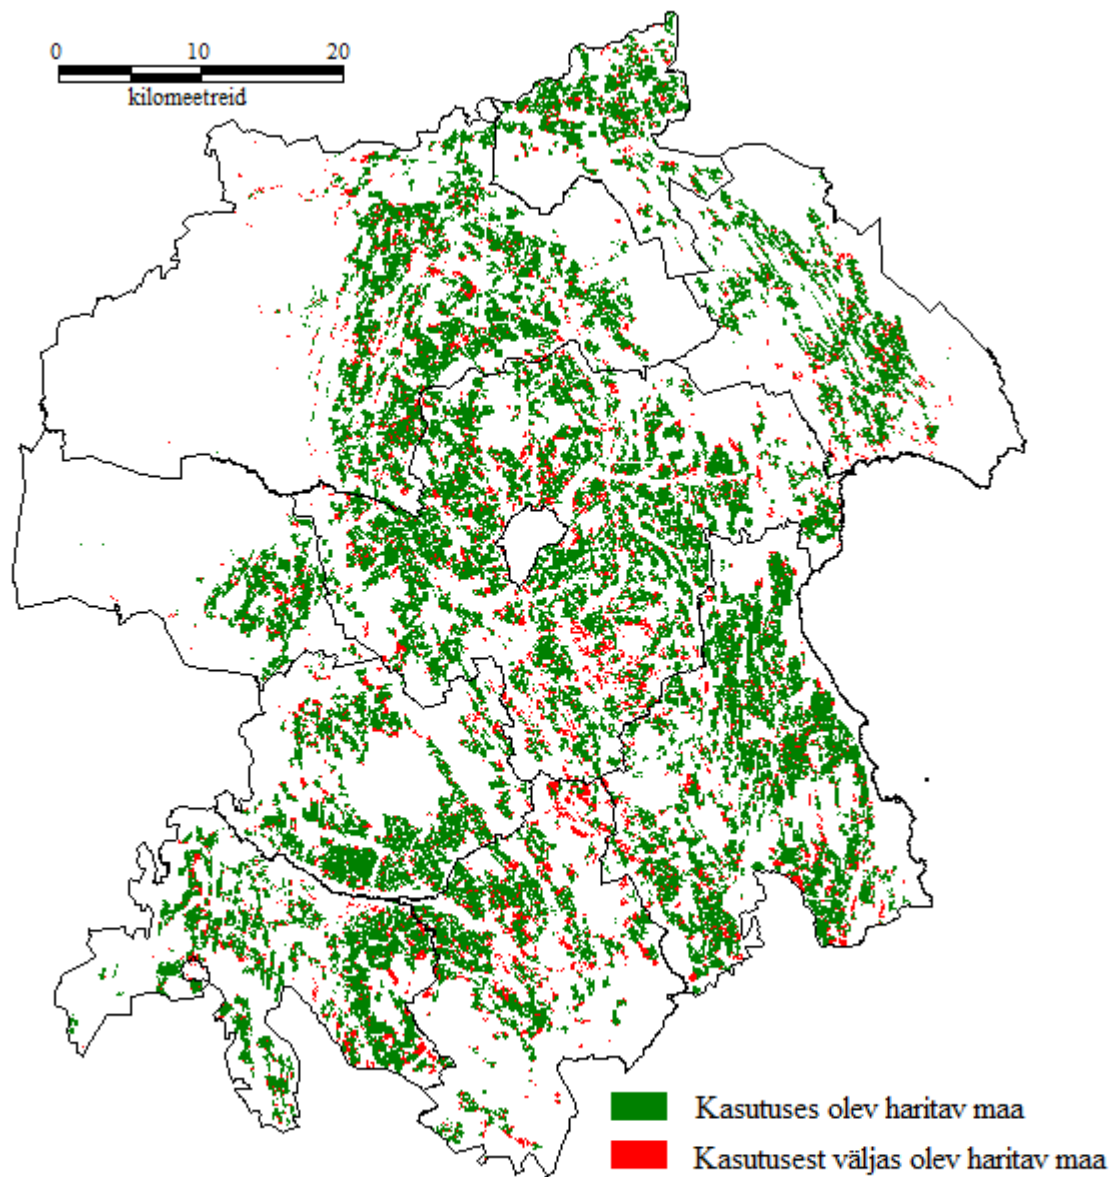 0 10 20
kilomeetreid
Kasutuses olev haritav maa
Kasutusest väljas olev haritav maa